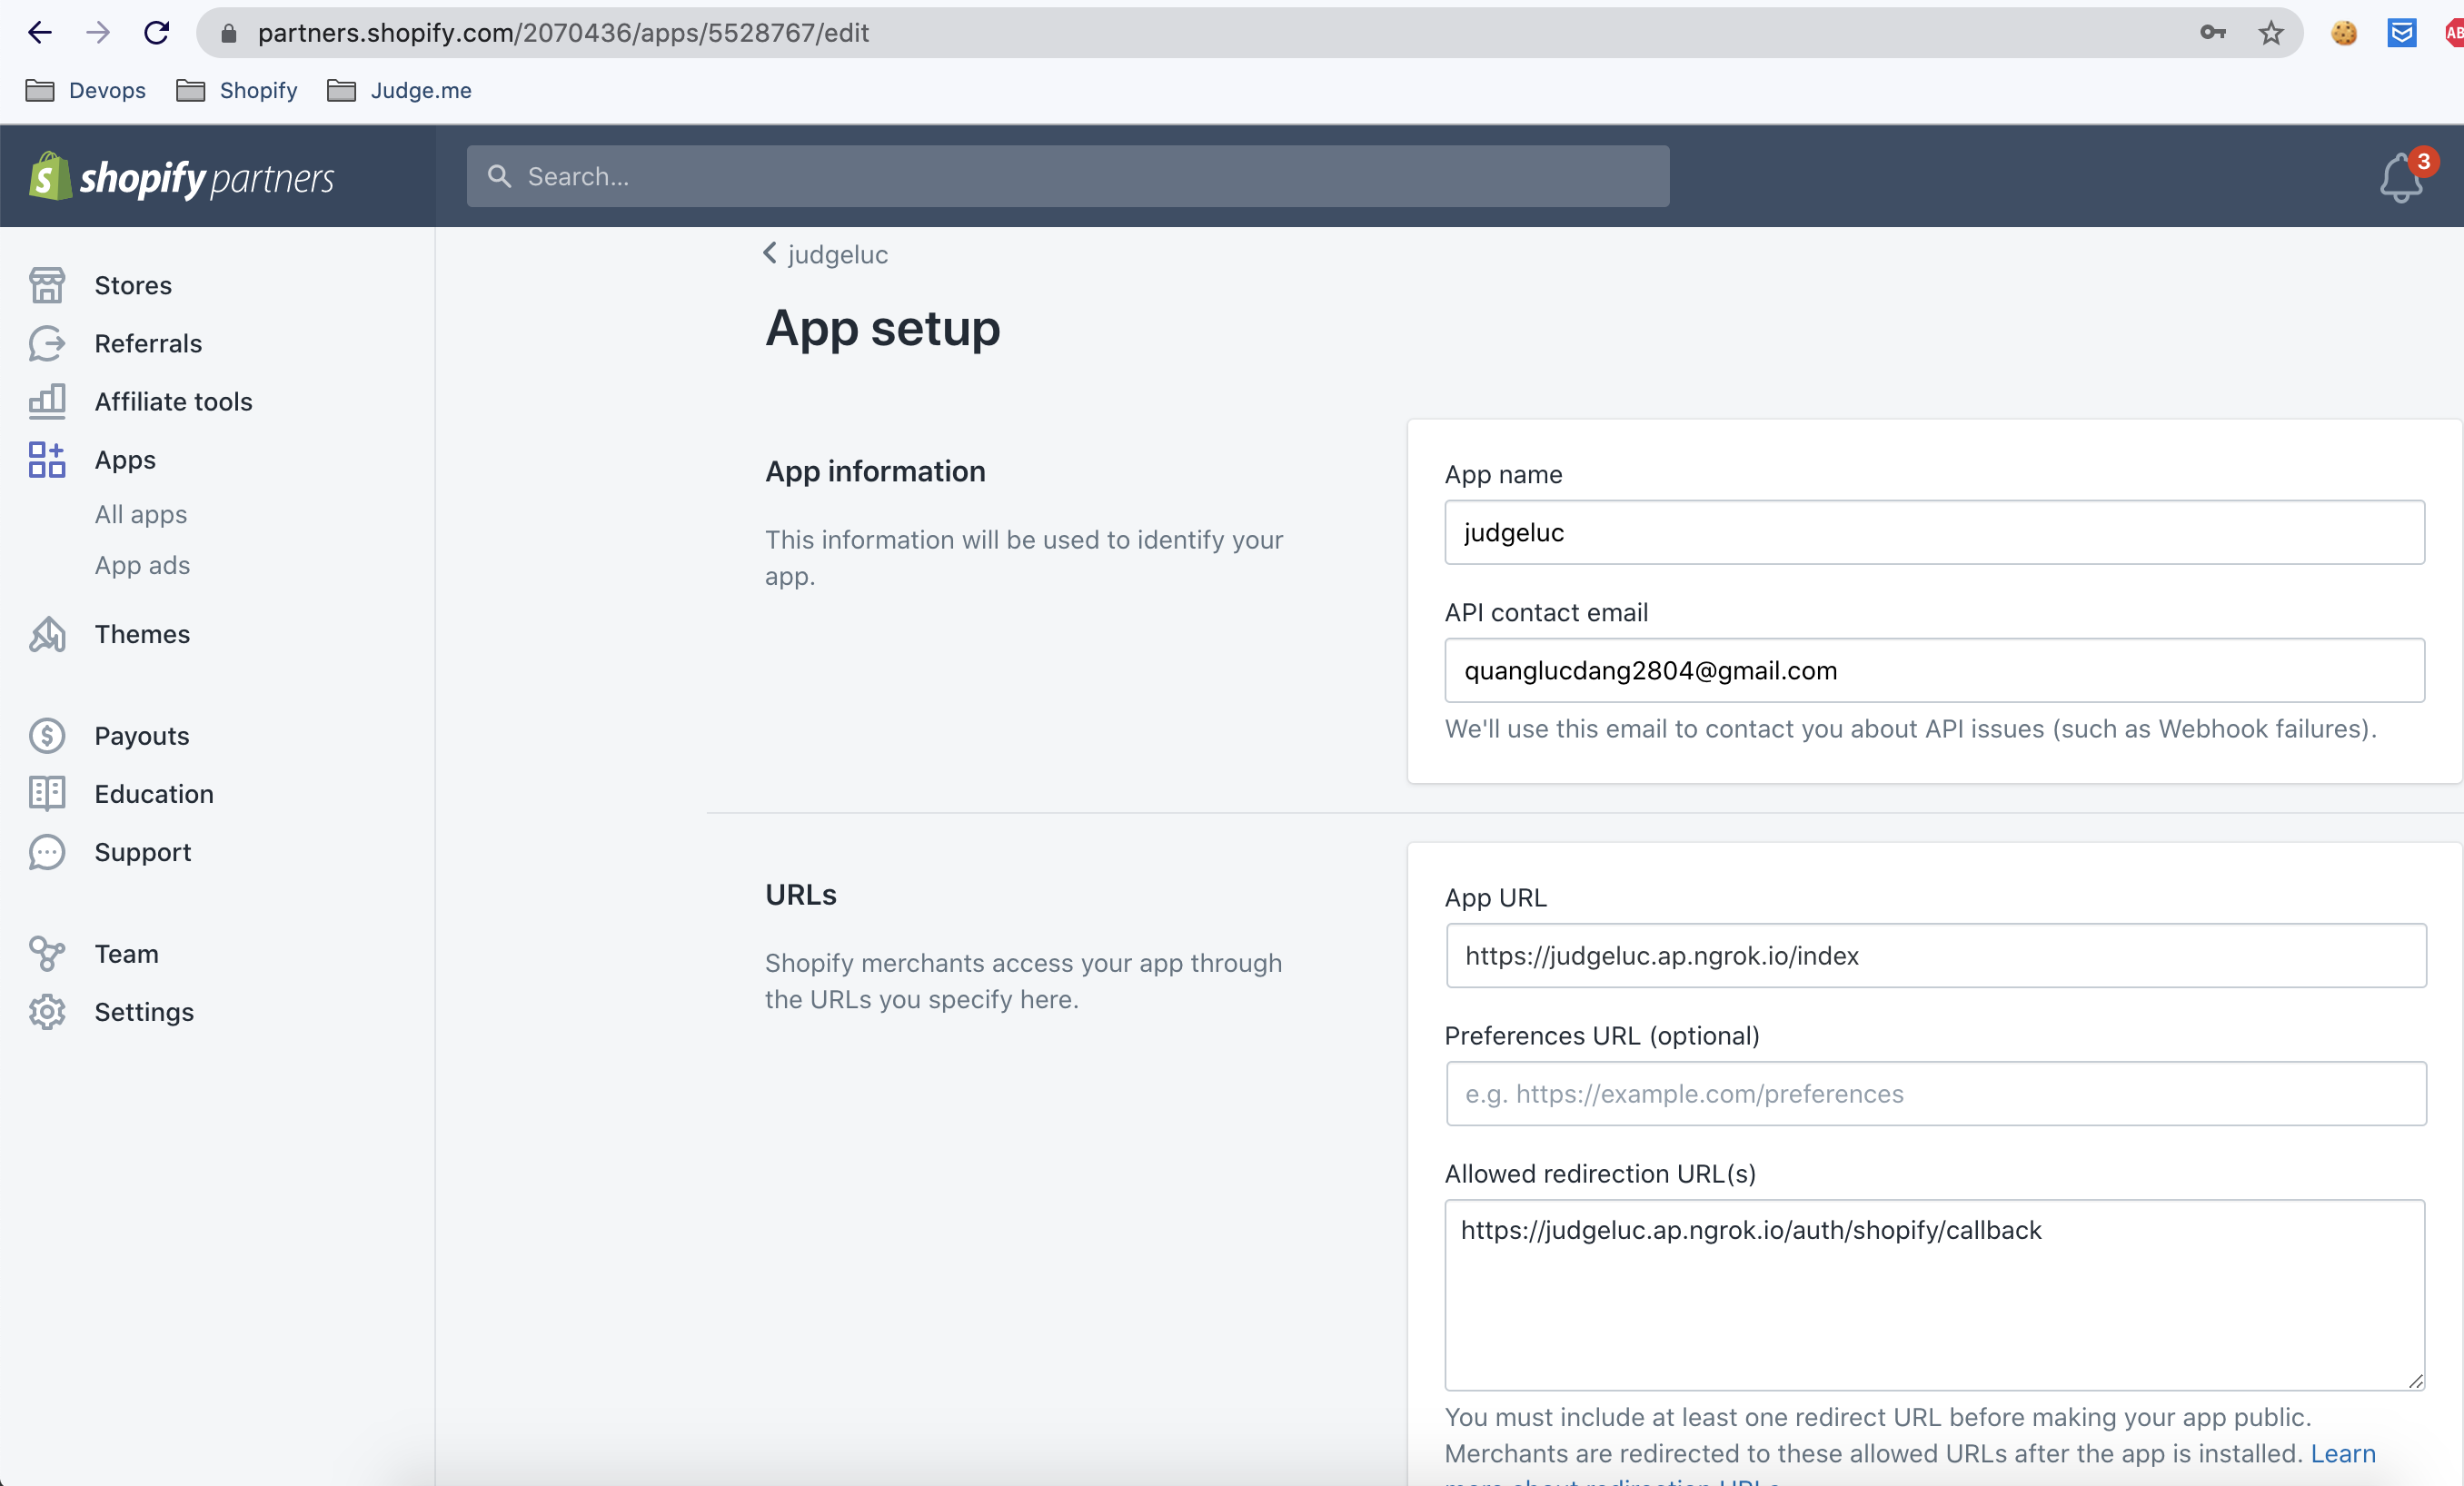 partners.shopify.com/2070436/apps/5528767/edit
AB
Devops
Shopify
Judge.me
shopify partners
Search...
3
Stores
Referrals
Affiliate tools
Apps
All apps
App ads
Themes
Payouts
Education
Support
Team
Settings
judgeluc
App setup
App information
This information will be used to identify your
app.
App name
judgeluc
API contact email
quanglucdang2804@gmail.com
We'll use this email to contact you about API issues (such as Webhook failures).
URLs
Shopify merchants access your app through
the URLs you specify here.
App URL
https://judgeluc.ap.ngrok.io/index
Preferences URL (optional)
e.g. https://example.com/preferences
Allowed redirection URL(s)
https://judgeluc.ap.ngrok.io/auth/shopify/callback
You must include at least one redirect URL before making your app public.
Merchants are redirected to these allowed URLs after the app is installed. Learn
more about redirection URLs